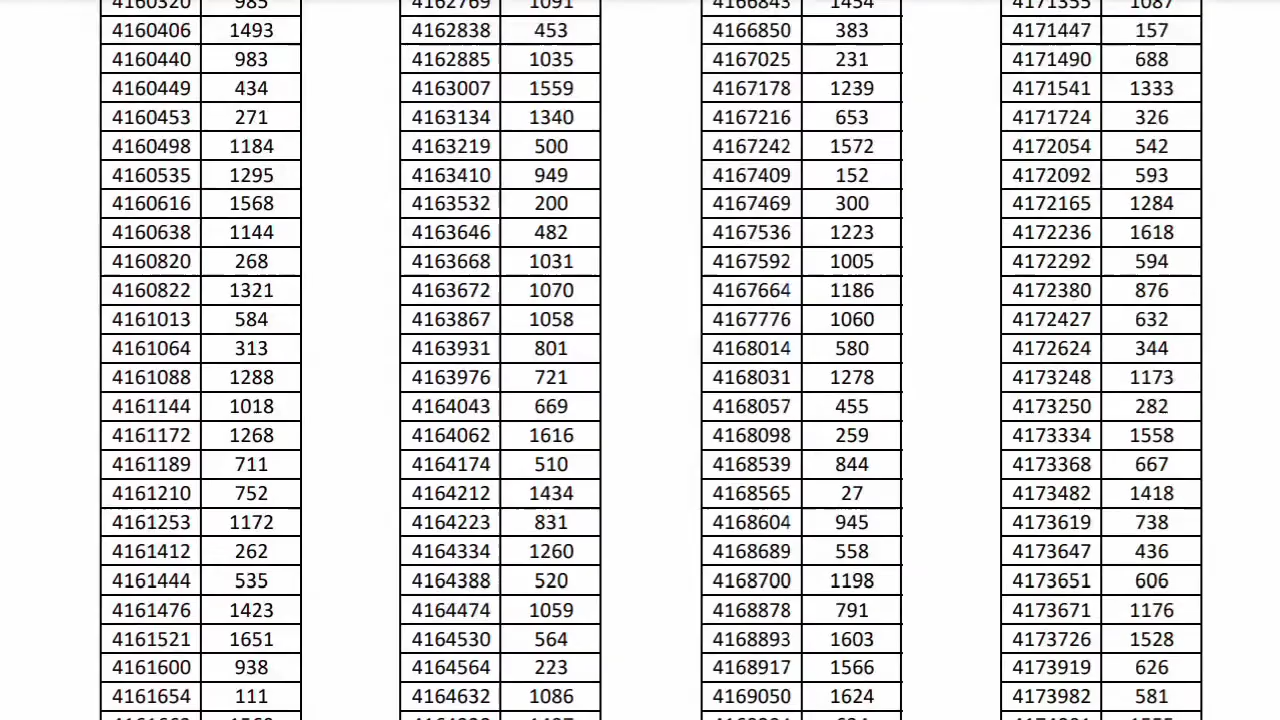 4160320 985 4162769 1091 4166843 1454 4171355 1087
4160406 1493 4162838 453 4166850 383 4171447 157
4160440 983 4162885 1035 4167025 231 4171490 688
4160449 434 4163007 1559 4167178 1239 4171541 1333
4160453 271 4163134 1340 4167216 653 4171724 326
4160498 1184 4163219 500 4167242 1572 4172054 542
4160535 1295 4163410 949 4167409 152 4172092 593
4160616 1568 4163532 200 4167469 300 4172165 1284
4160638 1144 4163646 482 4167536 1223 4172236 1618
4160820 268 4163668 1031 4167592 1005 4172292 594
4160822 1321 4163672 1070 4167664 1186 4172380 876
4161013 584 4163867 1058 4167776 1060 4172427 632
4161064 313 4163931 801 4168014 580 4172624 344
4161088 1288 4163976 721 4168031 1278 4173248 1173
4161144 1018 4164043 669 4168057 455 4173250 282
4161172 1268 4164062 1616 4168098 259 4173334 1558
4161189 711 4164174 510 4168539 844 4173368 667
4161210 752 4164212 1434 4168565 27 4173482 1418
4161253 1172 4164223 831 4168604 945 4173619 738
4161412 262 4164334 1260 4168689 558 4173647 436
4161444 535 4164388 520 4168700 1198 4173651 606
4161476 1423 4164474 1059 4168878 791 4173671 1176
4161521 1651 4164530 564 4168893 1603 4173726 1528
4161600 938 4164564 223 4168917 1566 4173919 626
4161654 111 4164632 1086 4169050 1624 4173982 581